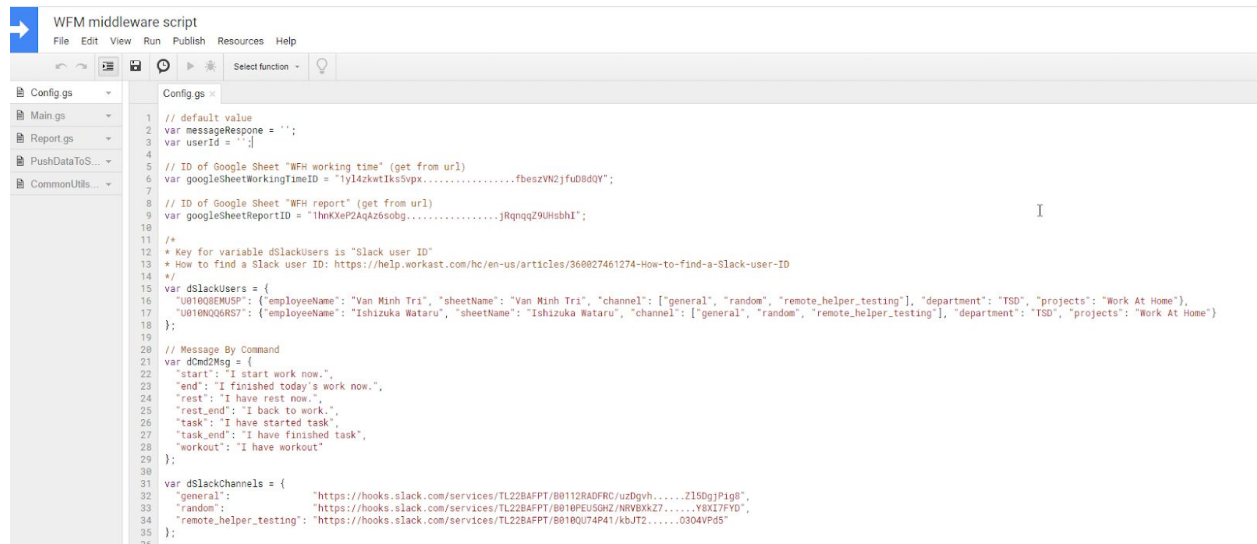 WFM middleware script
File Edit View Run Publish Resources Help
Select function
Config.gs
Main.gs
Report.gs
PushDataToS...
CommonUtils...
Config.gs ×
1 // default value
2 var messageRespone = '';
3 var userId = '';
4
5 // ID of Google Sheet "WFH working time" (get from url)
6 var googleSheetWorkingTimeID = "1yl4zkwtIks5vpx.................fbeszVN2jfuD8dQY";
7
8 // ID of Google Sheet "WFH report" (get from url)
9 var googleSheetReportID = "1hnKXeP2AqAz6sobg.................jRqnqqZ9UHsbhI";
10
11 /*
12 * Key for variable dSlackUsers is "Slack user ID"
13 * How to find a Slack user ID: https://help.workast.com/hc/en-us/articles/360027461274-How-to-find-a-Slack-user-ID
14 */
15 var dSlackUsers = {
16 "U010Q8EMU5P": {"employeeName": "Van Minh Tri", "sheetName": "Van Minh Tri", "channel": ["general", "random", "remote_helper_testing"], "department": "TSD", "projects": "Work At Home"},
17 "U010NQQ6RS7": {"employeeName": "Ishizuka Wataru", "sheetName": "Ishizuka Wataru", "channel": ["general", "random", "remote_helper_testing"], "department": "TSD", "projects": "Work At Home"}
18 };
19
20 // Message By Command
21 var dCmd2Msg = {
22 "start": "I start work now.",
23 "end": "I finished today's work now.",
24 "rest": "I have rest now.",
25 "rest_end": "I back to work.",
26 "task": "I have started task",
27 "task_end": "I have finished task",
28 "workout": "I have workout"
29 };
30
31 var dSlackChannels = {
32 "general": "https://hooks.slack.com/services/TL22BAFPT/B0112RADFRC/uzDgvh......Zl5DgjPig8",
33 "random": "https://hooks.slack.com/services/TL22BAFPT/B010PEU5GHZ/NRVBXkZ7......Y8XI7FYD",
34 "remote_helper_testing": "https://hooks.slack.com/services/TL22BAFPT/B010QU74P41/kbJT2......O3O4VPd5"
35 };